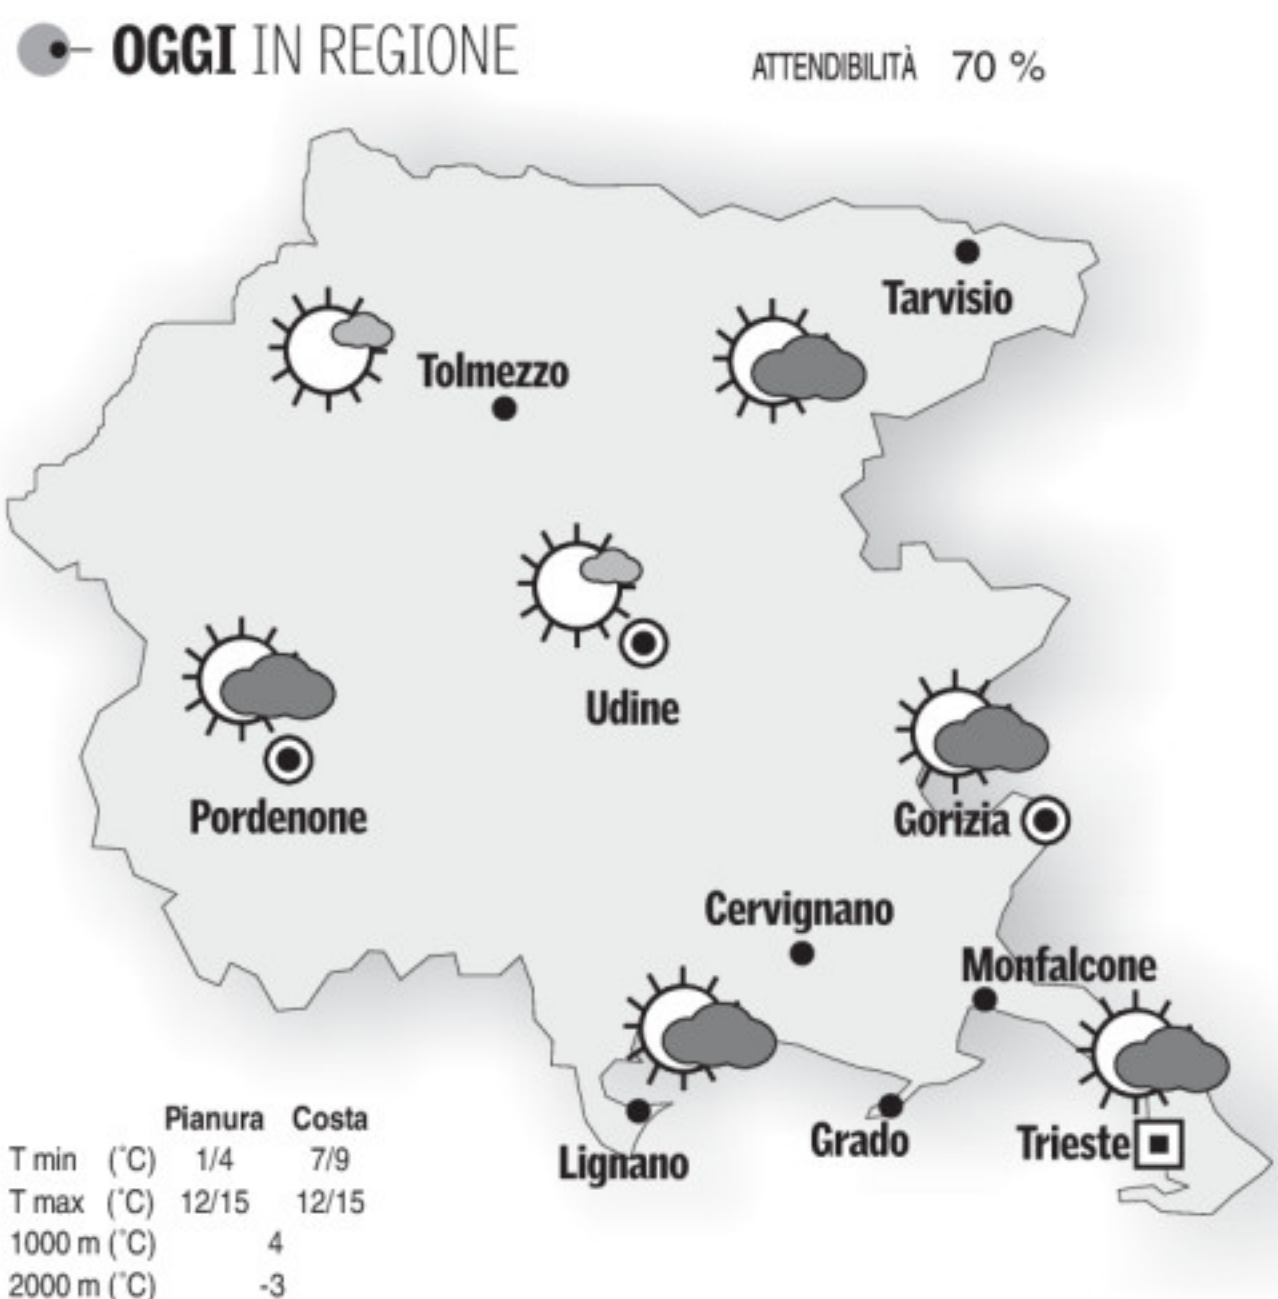 OGGI IN REGIONE
ATTENDIBILITÀ 70 %
Tarvisio
Tolmezzo
Udine
Pordenone
Gorizia
Cervignano
Monfalcone
Grado
Trieste
Lignano
Pianura Costa
T min (°C) 1/4 7/9
T max (°C) 12/15 12/15
1000 m (°C) 4
2000 m (°C) -3